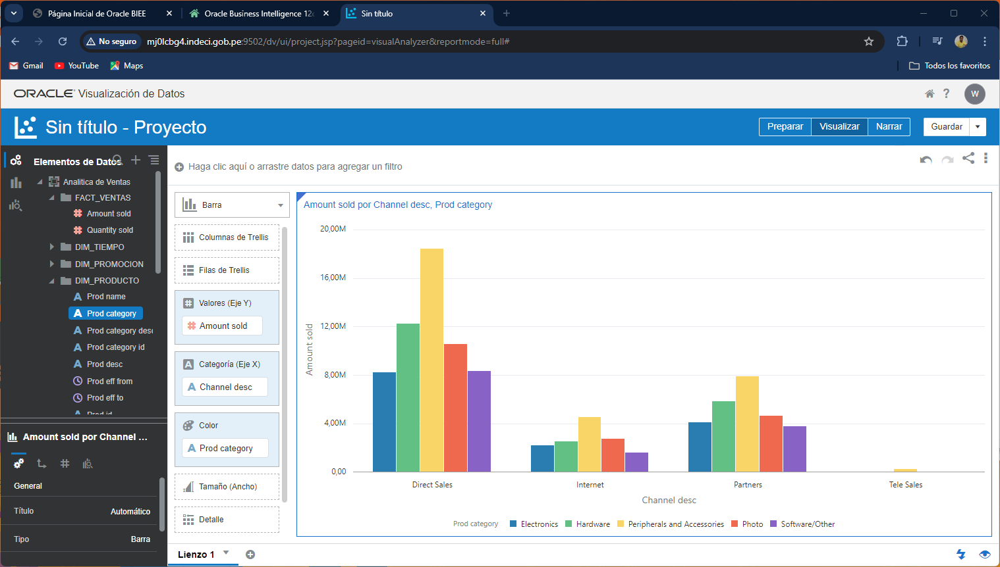 Página Inicial de Oracle BIEE
Oracle Business Intelligence 12c
Sin título
No seguro
mj0lcbg4.indeci.gob.pe:9502/dv/ui/project.jsp?pageid=visualAnalyzer&reportmode=full#
Gmail
YouTube
Maps
Todos los favoritos
ORACLE Visualización de Datos
W
Sin título - Proyecto
Preparar
Visualizar
Narrar
Guardar
Elementos de Datos
Analitica de Ventas
FACT_VENTAS
Amount sold
Quantity sold
DIM_TIEMPO
DIM_PROMOCION
DIM_PRODUCTO
Prod name
Prod category
Prod category desc
Prod category id
Prod desc
Prod eff from
Prod eff to
Prod id
Amount sold por Channel ...
General
Título
Automático
Tipo
Barra
Haga clic aquí o arrastre datos para agregar un filtro
Barra
Columnas de Trellis
Filas de Trellis
Valores (Eje Y)
Amount sold
Categoría (Eje X)
Channel desc
Color
Prod category
Tamaño (Ancho)
Detalle
Amount sold por Channel desc, Prod category
20,00M
16,00M
12,00M
8,00M
4,00M
0,00
Amount sold
Direct Sales
Internet
Partners
Tele Sales
Channel desc
Prod category
Electronics
Hardware
Peripherals and Accessories
Photo
Software/Other
Lienzo 1